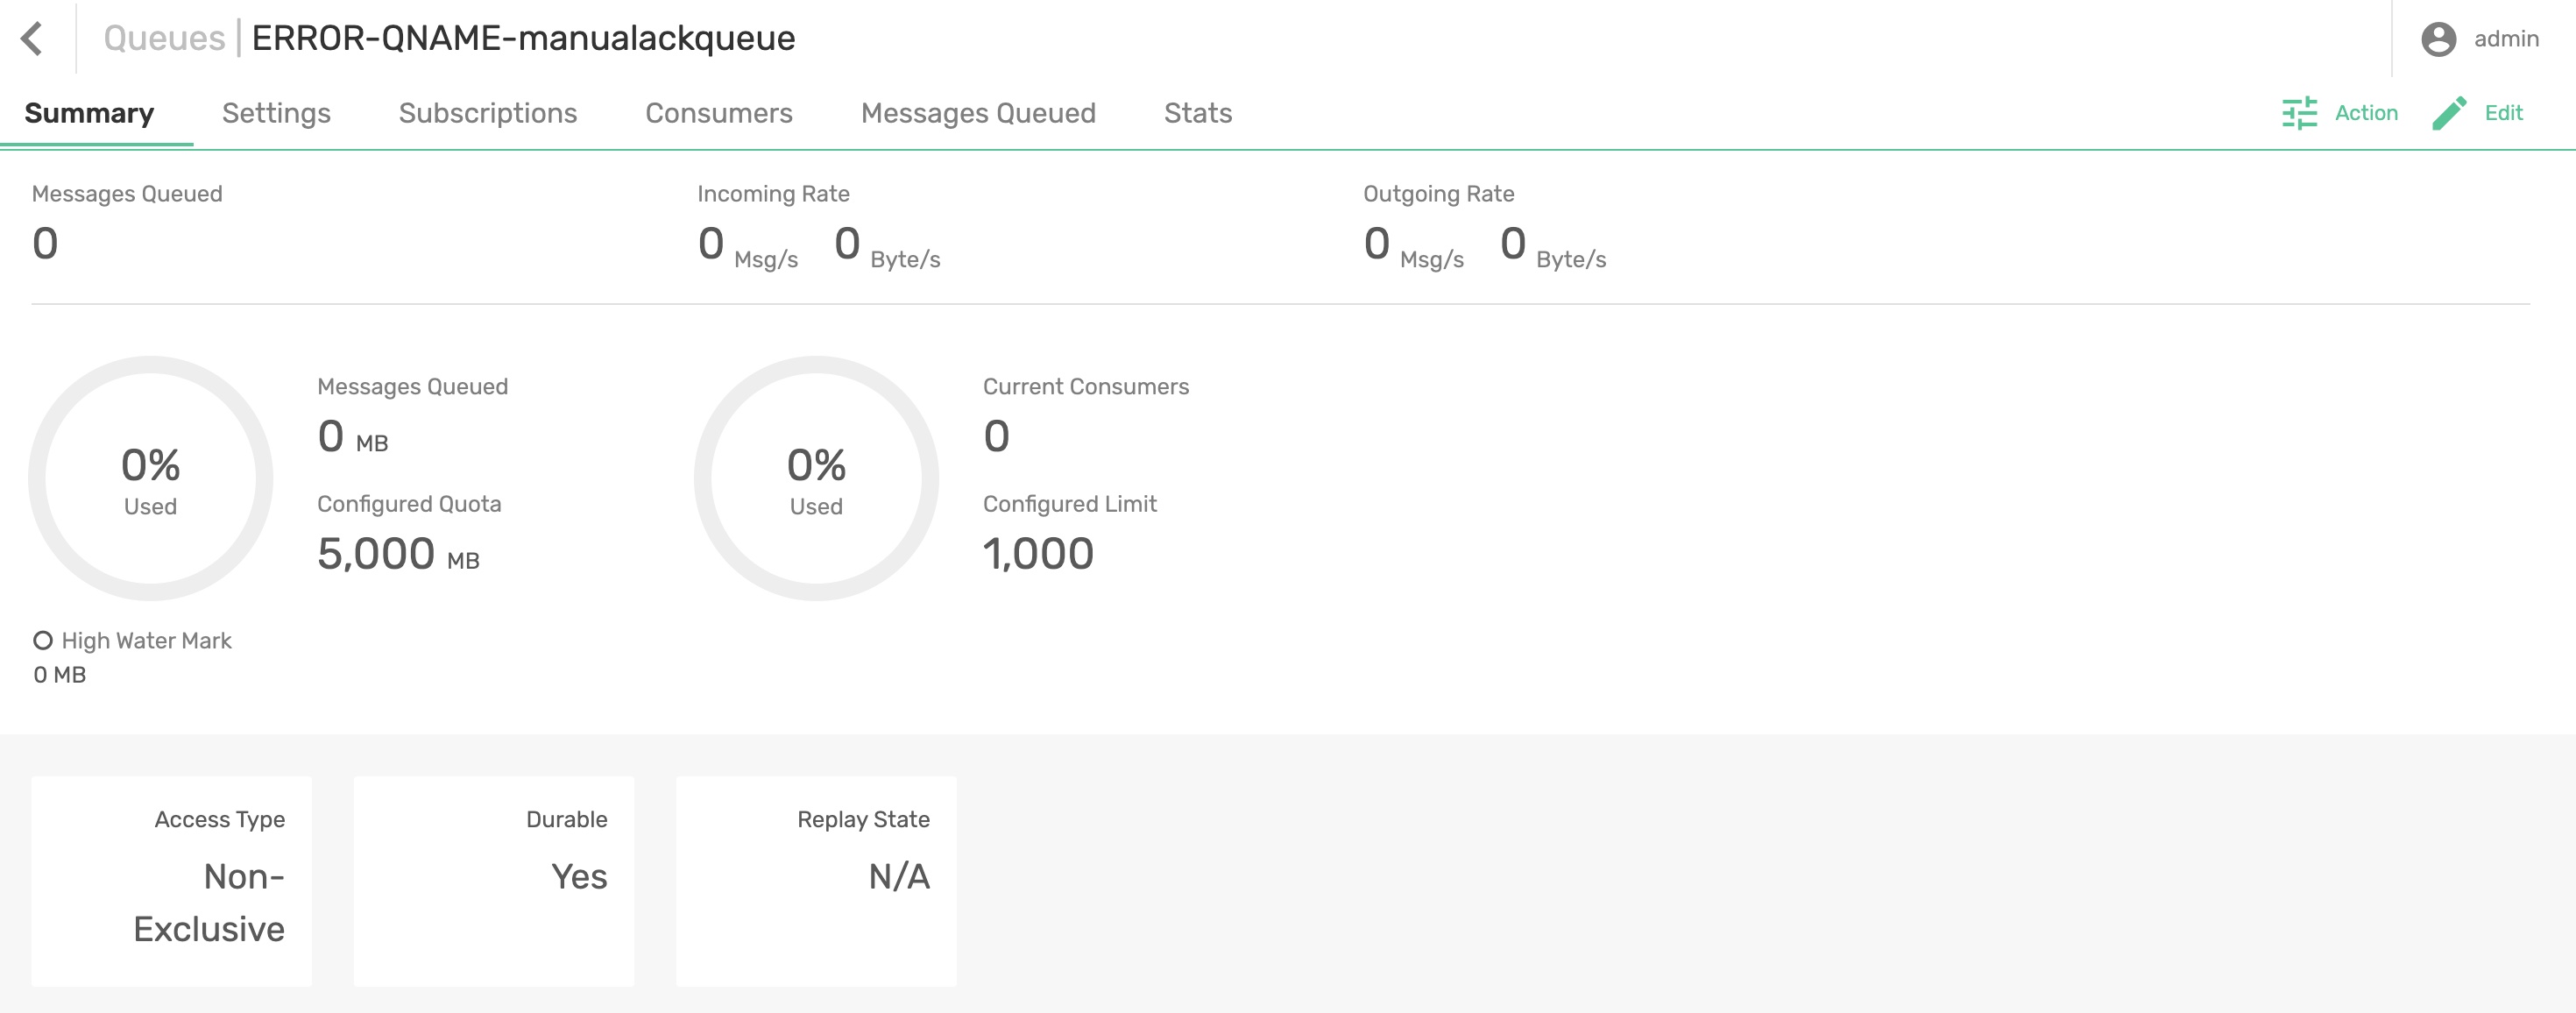 Queues | ERROR-QNAME-manualackqueue
admin
Summary Settings Subscriptions Consumers Messages Queued Stats
Action Edit
Messages Queued
0
Incoming Rate
0 Msg/s 0 Byte/s
Outgoing Rate
0 Msg/s 0 Byte/s
0%
Used
Messages Queued
0 MB
Configured Quota
5,000 MB
High Water Mark
0 MB
0%
Used
Current Consumers
0
Configured Limit
1,000
Access Type
Non-
Exclusive
Durable
Yes
Replay State
N/A